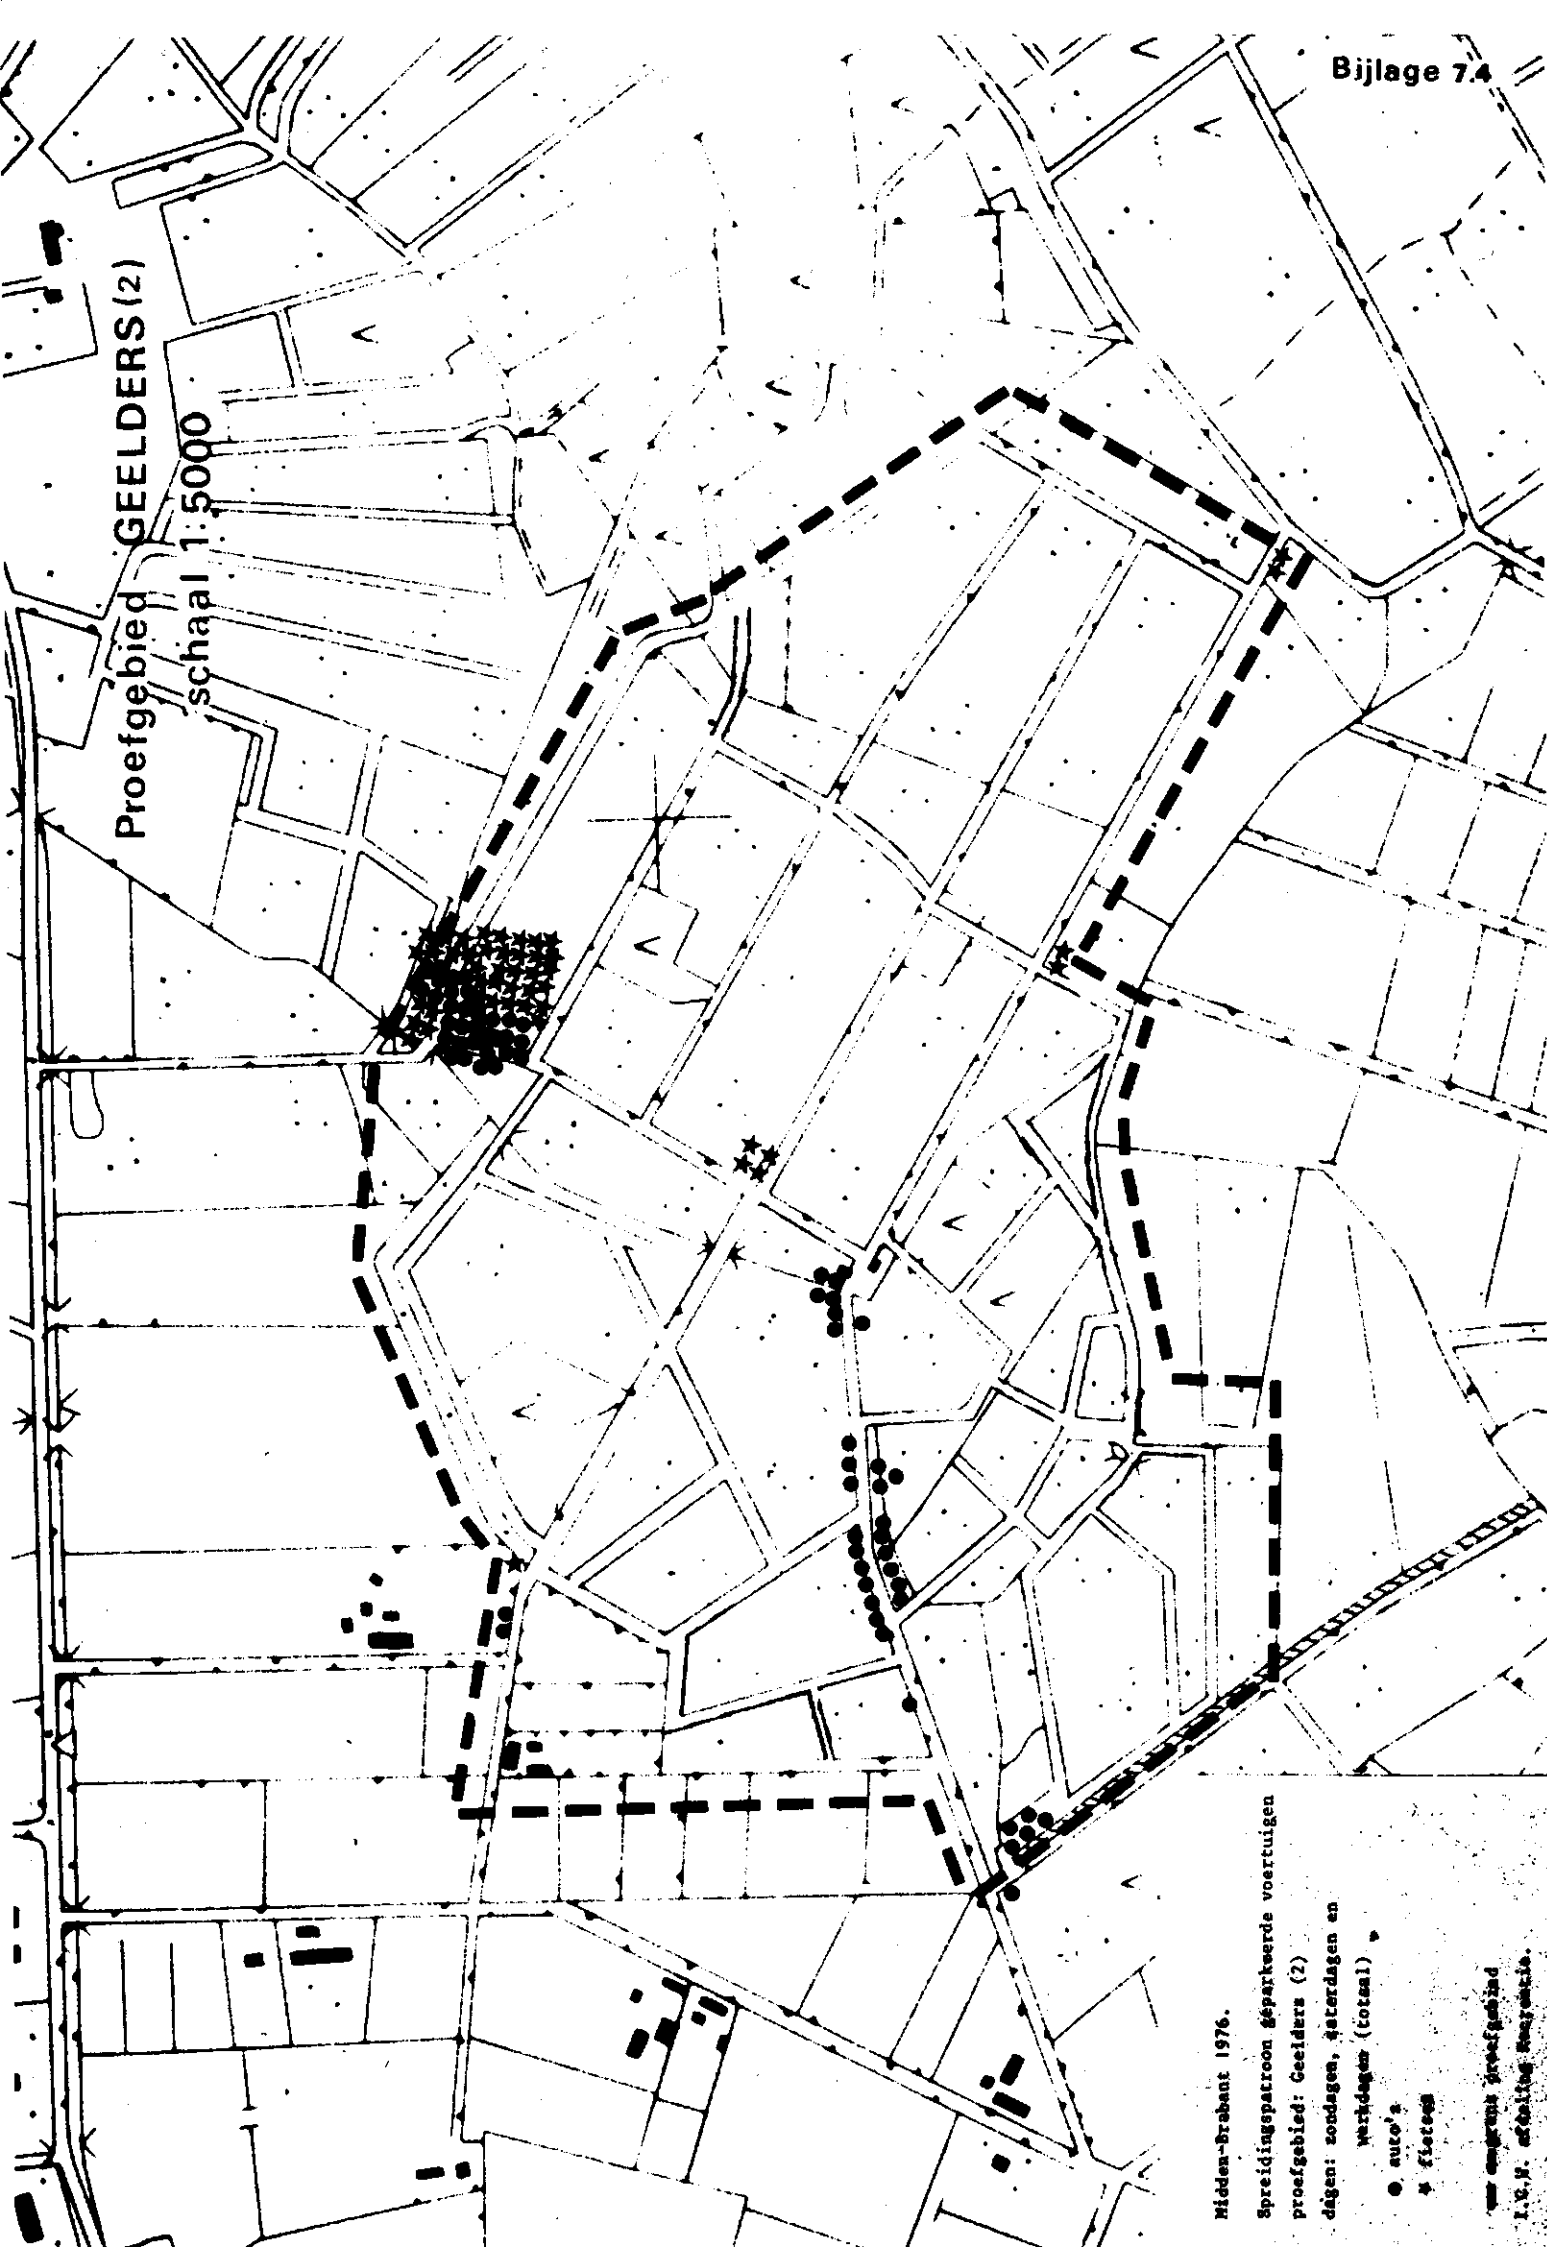 Bijlage 7.4
Proefgebied GEELDERS (2)
schaal 1:5000
Midden-Brabant 1976.
Spreidingspatroon geparkeerde voertuigen
proefgebied: Geelders (2)
dagen: zondagen, zaterdagen en
werkdagen (totaal)
auto's
fietsen
proefgebied
I.C.W. afdeling